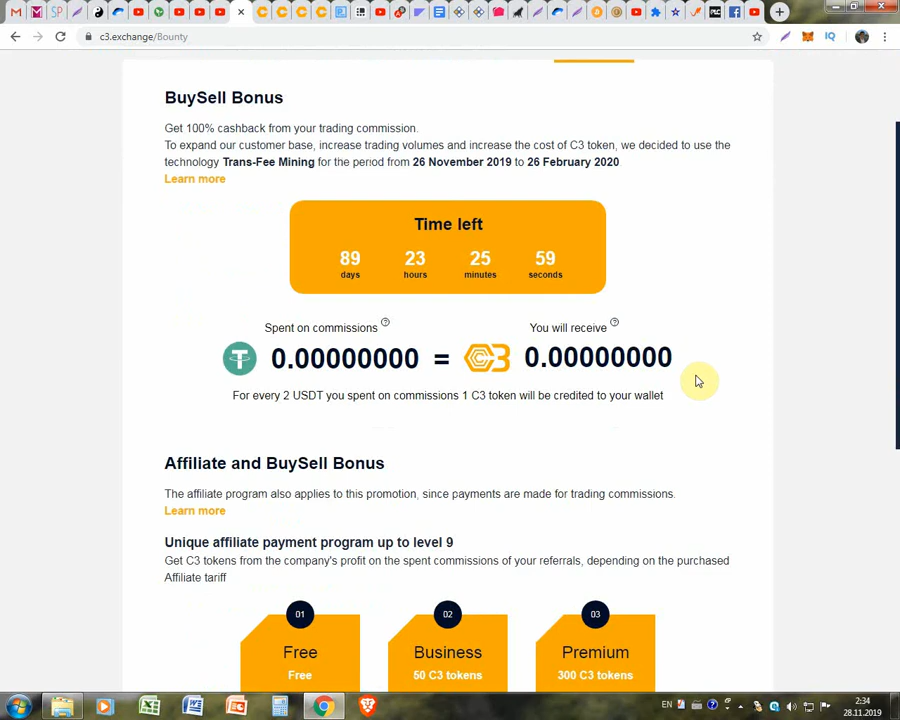 c3.exchange/Bounty
BuySell Bonus
Get 100% cashback from your trading commission.
To expand our customer base, increase trading volumes and increase the cost of C3 token, we decided to use the
technology Trans-Fee Mining for the period from 26 November 2019 to 26 February 2020
Learn more
Time left
89 23 25 59
days hours minutes seconds
Spent on commissions ? You will receive ?
0.00000000 = C3 0.00000000
For every 2 USDT you spent on commissions 1 C3 token will be credited to your wallet
Affiliate and BuySell Bonus
The affiliate program also applies to this promotion, since payments are made for trading commissions.
Learn more
Unique affiliate payment program up to level 9
Get C3 tokens from the company's profit on the spent commissions of your referrals, depending on the purchased
Affiliate tariff
01 02 03
Free Business Premium
Free 50 C3 tokens 300 C3 tokens
EN 2:34
28.11.2019